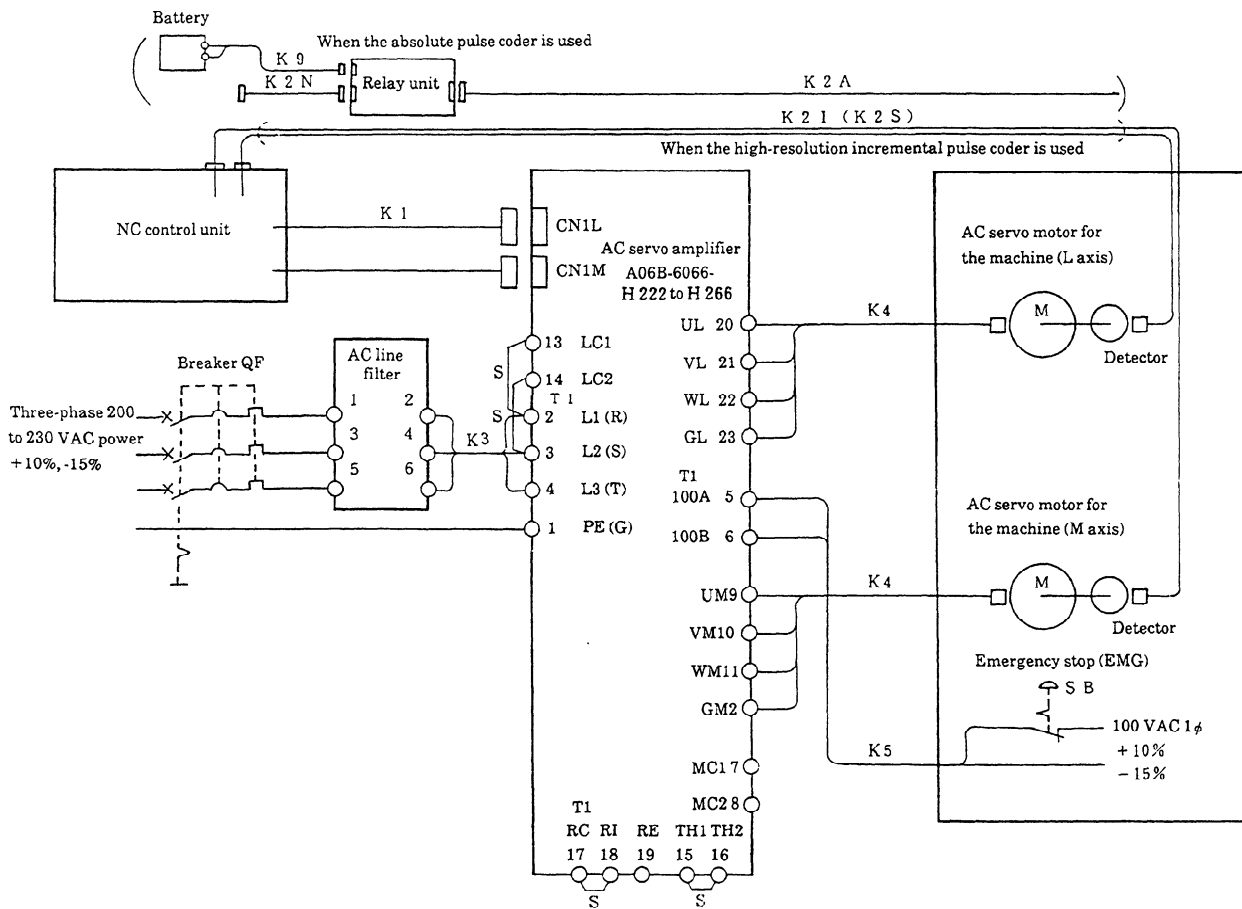 Battery
When the absolute pulse coder is used
K 9
K 2 N
Relay unit
K 2 A
K 2 1 ( K 2 S )
When the high-resolution incremental pulse coder is used
NC control unit
K 1
CN1L
CN1M
AC servo amplifier
A06B-6066-
H 222 to H 266
AC servo motor for
the machine (L axis)
M
Detector
K4
UL 20
VL 21
WL 22
GL 23
13 LC1
S
14 LC2
T 1
S
2 L1 (R)
3 L2 (S)
4 L3 (T)
1 PE (G)
Breaker QF
AC line
filter
1 2
3 4
5 6
K3
Three-phase 200
to 230 VAC power
+10%, -15%
T1
100A 5
100B 6
AC servo motor for
the machine (M axis)
M
Detector
K4
UM9
VM10
WM11
GM2
Emergency stop (EMG)
S B
100 VAC 1ϕ
+10%
-15%
K5
MC17
MC28
T1
RC RI RE TH1 TH2
17 18 19 15 16
S S